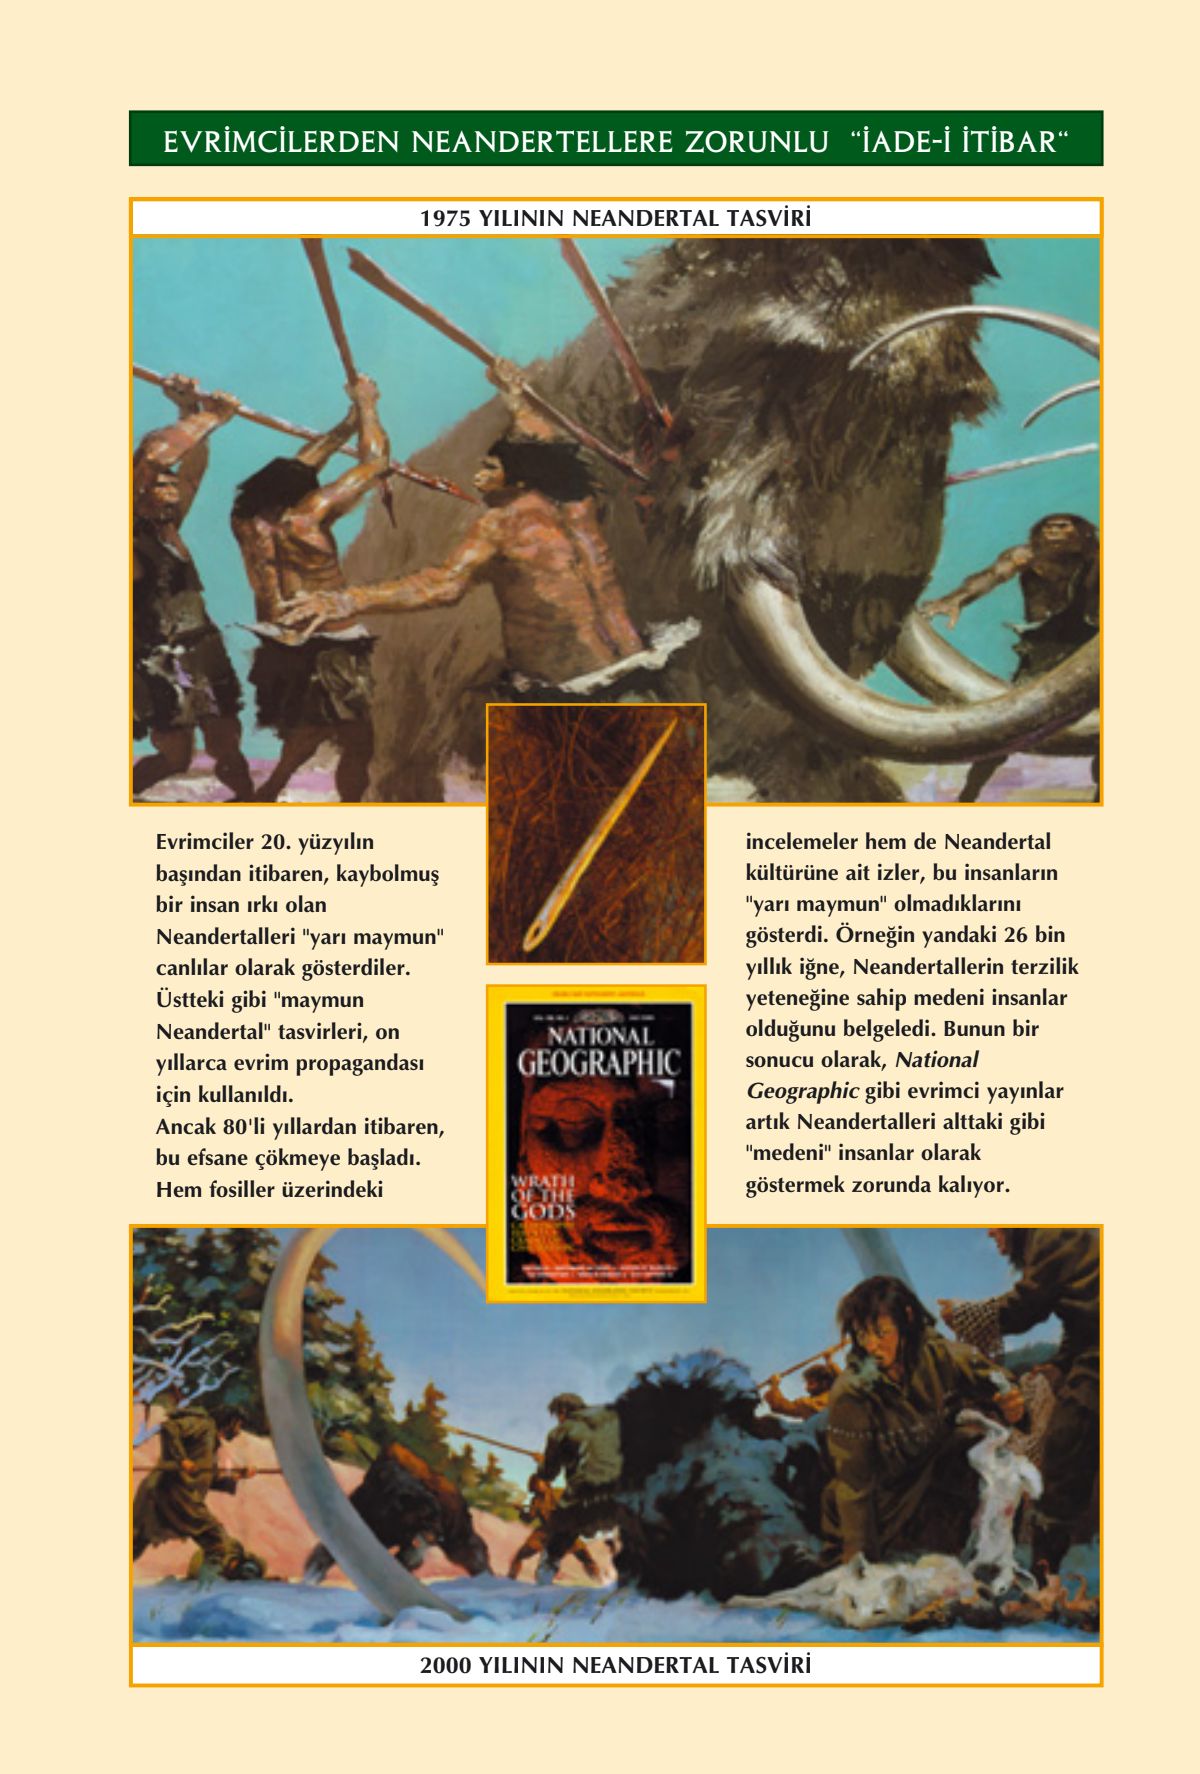 EVRİMCİLERDEN NEANDERTELLERE ZORUNLU “İADE-İ İTİBAR“
1975 YILININ NEANDERTAL TASVİRİ
Evrimciler 20. yüzyılın
başından itibaren, kaybolmuş
bir insan ırkı olan
Neandertalleri "yarı maymun"
canlılar olarak gösterdiler.
Üstteki gibi "maymun
Neandertal" tasvirleri, on
yıllarca evrim propagandası
için kullanıldı.
Ancak 80'li yıllardan itibaren,
bu efsane çökmeye başladı.
Hem fosiller üzerindeki
incelemeler hem de Neandertal
kültürüne ait izler, bu insanların
"yarı maymun" olmadıklarını
gösterdi. Örneğin yandaki 26 bin
yıllık iğne, Neandertallerin terzilik
yeteneğine sahip medeni insanlar
olduğunu belgeledi. Bunun bir
sonucu olarak, National
Geographic gibi evrimci yayınlar
artık Neandertalleri alttaki gibi
"medeni" insanlar olarak
göstermek zorunda kalıyor.
NATIONAL
GEOGRAPHIC
WRATH
OF THE
GODS
2000 YILININ NEANDERTAL TASVİRİ